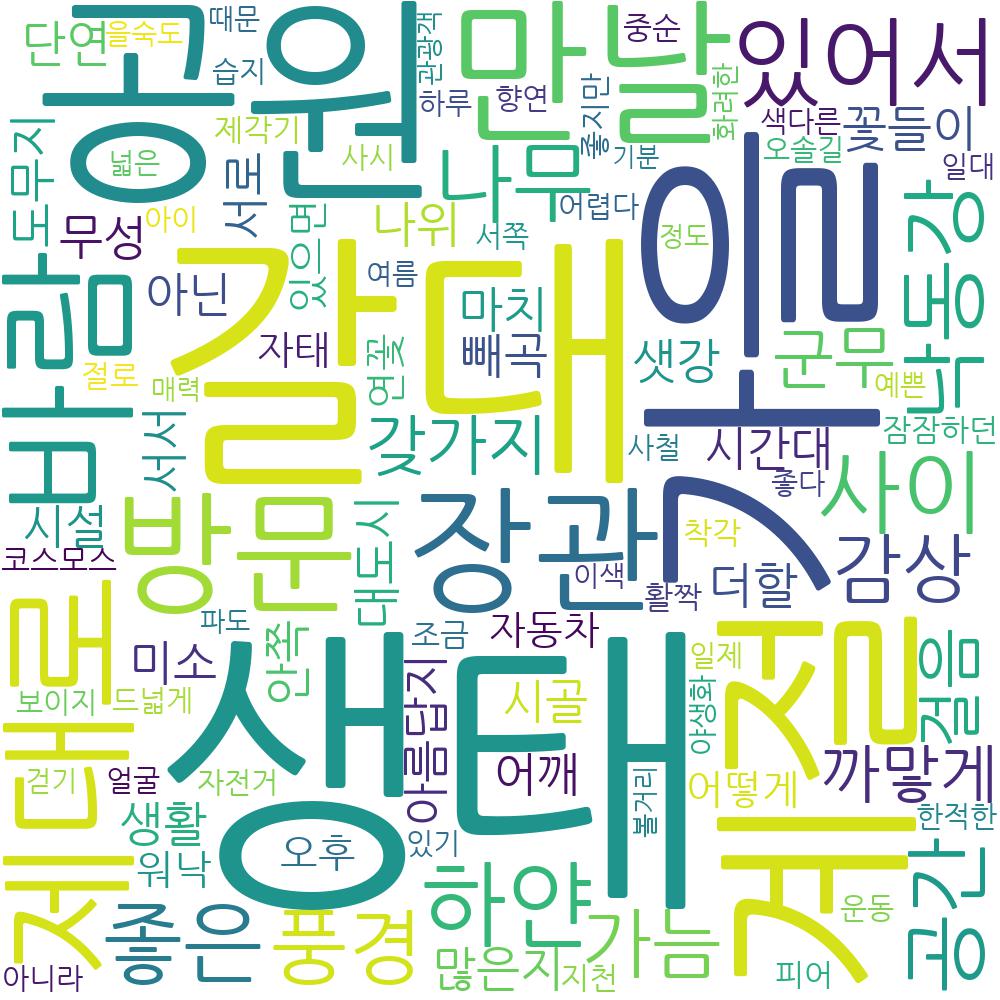 공원
만날
있어서
단연
을숙도
때문
습지
관광객
하루
향연
중순
좋지만
화려한
색다른
꽃들이
제각기
넓은
사시
나무
기분
오솔길
일대
도무지
무성
아이
서로
있으면
나위
서쪽
어렵다
정도
가을
낙동강
바람
아닌
갈대
자태
여름
마치
빼곡
샛강
군무
예쁜
절로
매력
연꽃
서서
갖가지
사철
시간대
잠잠하던
좋다
사이
시설
방문
대도시
장관
착각
감상
코스모스
이색
활짝
더할
제대로
파도
미소
안쪽
조금
자동차
일제
계절
걸음
보이지
드넓게
생태
아름답지
시골
야생화
걷기
얼굴
자전거
어깨
어떻게
까맣게
생활
워낙
오후
있기
볼거리
한적한
좋은
풍경
하얀
가득
많은지
지천
운동
공간
아니라
피어